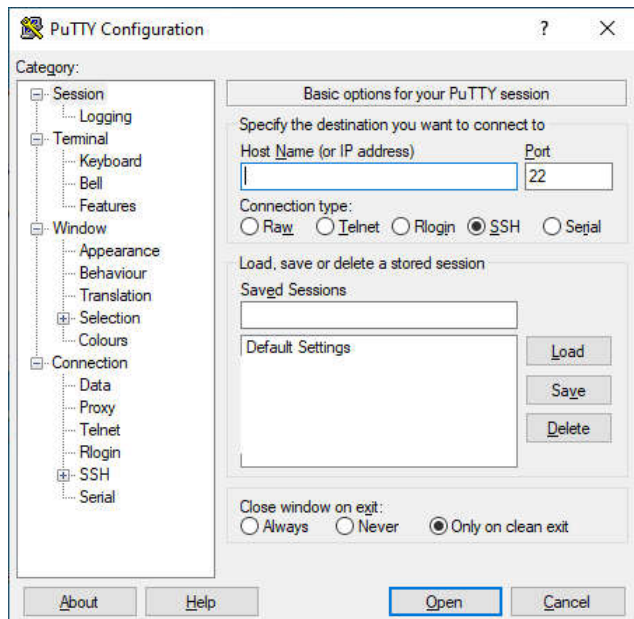 PuTTY Configuration
?
Category:
Session
Logging
Terminal
Keyboard
Bell
Features
Window
Appearance
Behaviour
Translation
Selection
Colours
Connection
Data
Proxy
Telnet
Rlogin
SSH
Serial
Basic options for your PuTTY session
Specify the destination you want to connect to
Host Name (or IP address) Port
22
Connection type:
Raw Telnet Rlogin SSH Serial
Load, save or delete a stored session
Saved Sessions
Default Settings
Load
Save
Delete
Close window on exit:
Always Never Only on clean exit
About Help Open Cancel